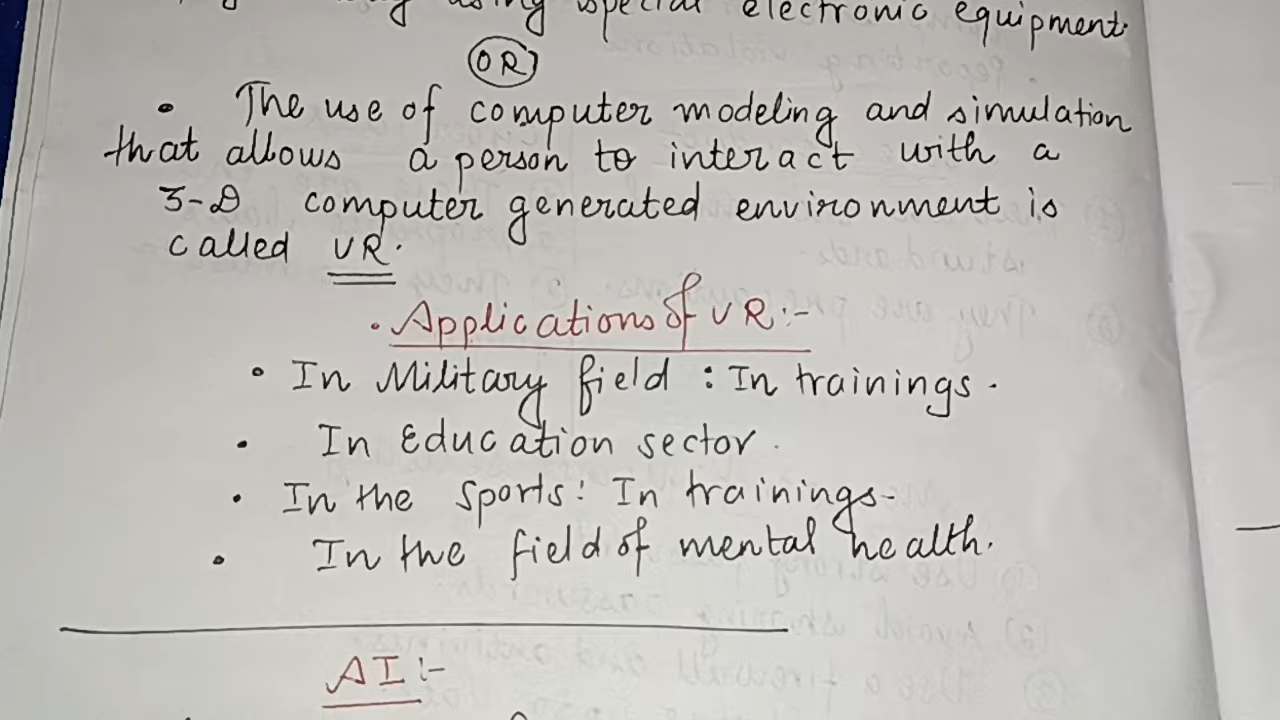 using special electronic equipment.
OR
• The use of computer modeling and simulation
that allows a person to interact with a
3-D computer generated environment is
called VR.
• Applications of VR :-
• In Military field : In trainings.
• In Education sector.
• In the sports : In trainings-
• In the field of mental health.
AI :-